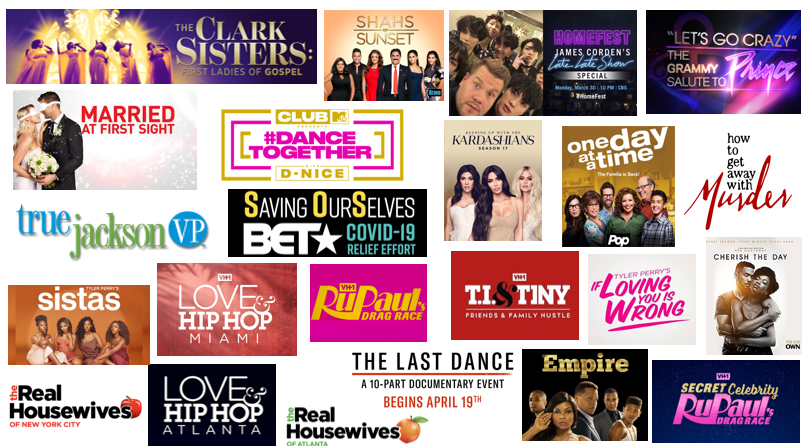 THE
CLARK
SISTERS:
FIRST LADIES OF GOSPEL
SHAHS
OF
SUNSET
Bravo
HOMEFEST
JAMES CORDEN'S
Late Late Show
SPECIAL
Monday, March 30 | 10 PM | CBS
#HomeFest
"LET'S GO CRAZY"
THE
GRAMMY
SALUTE TO
Prince
MARRIED
AT FIRST SIGHT
CLUB MTV
PRESENTS
#DANCE
TOGETHER
D-NICE
KEEPING UP WITH THE
KARDASHIANS
SEASON 17
one day
at a time
The Familia Is Back!
Pop
how
to
get
away
with
Murder
true
jackson
VP
SAVING OURSELVES
BET★
COVID-19
RELIEF EFFORT
CHERISH THE DAY
OWN
TYLER PERRY'S
sistas
VH1
LOVE &
HIP HOP
MIAMI
VH1
RuPaul's
DRAG RACE
VH1
T.I. & T1NY
FRIENDS & FAMILY HUSTLE
TYLER PERRY'S
IF LOVING
YOU IS
WRONG
the
Real
Housewives
OF NEW YORK CITY
LOVE &
HIP HOP
ATLANTA
the
Real
Housewives
OF ATLANTA
THE LAST DANCE
A 10-PART DOCUMENTARY EVENT
BEGINS APRIL 19TH
Empire
VH1
SECRET Celebrity
RuPaul's
DRAG RACE